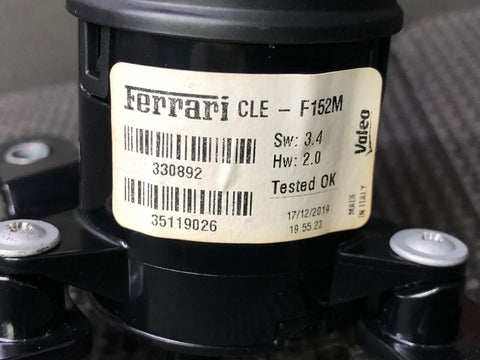 Ferrari CLE - F152M
330892
35119026
Sw: 3.4
Hw: 2.0
Tested OK
17/12/2019
19 55.23
Valeo
MADE
IN ITALY